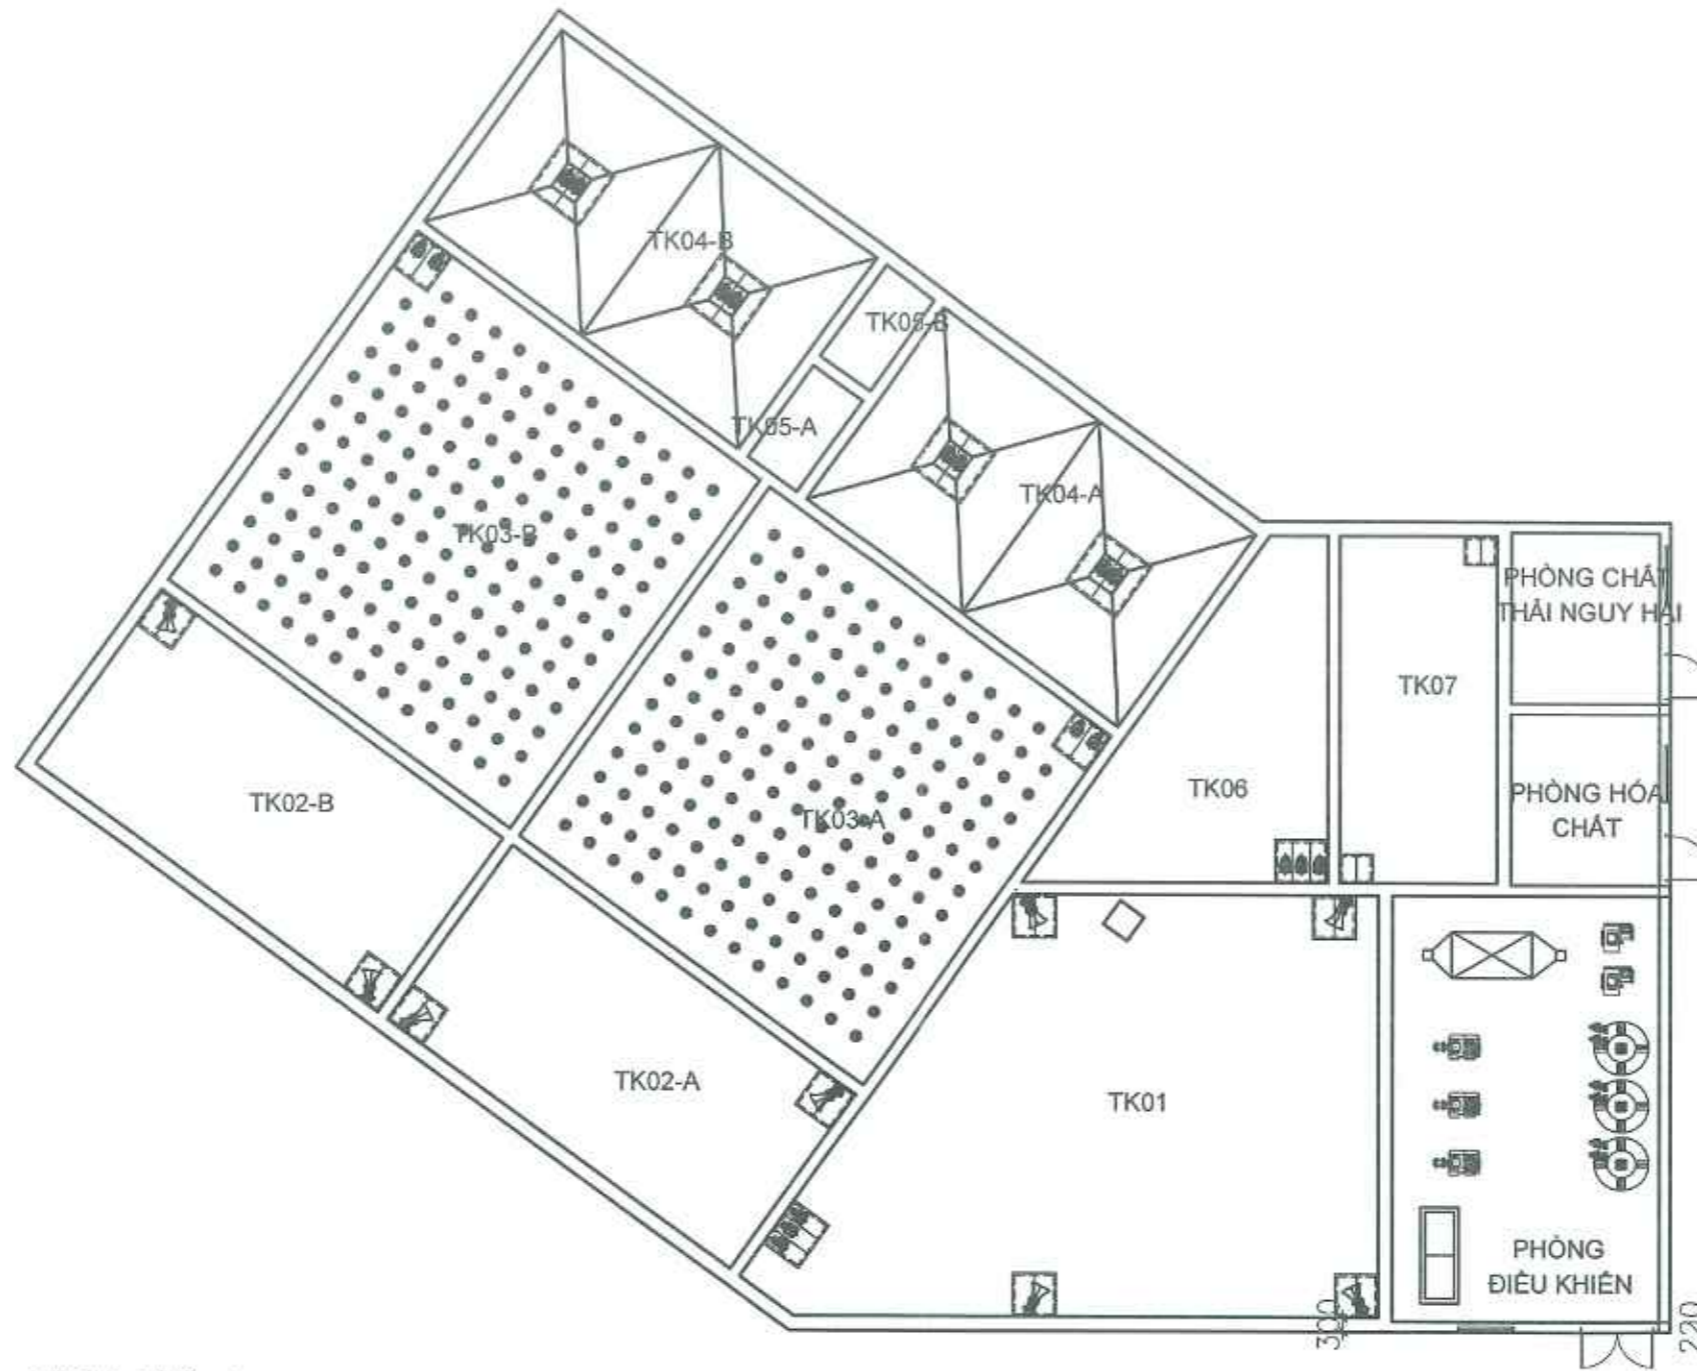 TK04-B
TK05-B
TK05-A
TK04-A
TK03-B
PHÒNG CHẤT
THẢI NGUY HẠI
TK07
TK06
PHÒNG HÓA
CHẤT
TK02-B
TK03-A
TK02-A
TK01
PHÒNG
ĐIỀU KHIỂN
300
220